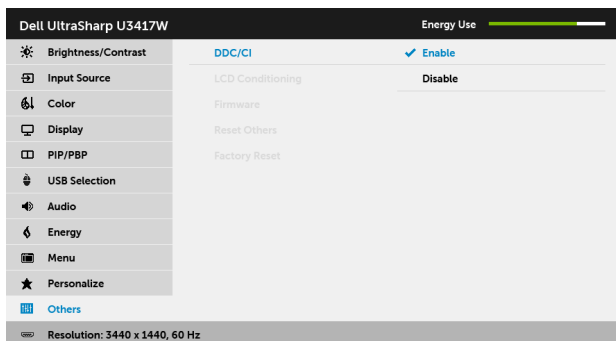 Dell UltraSharp U3417W
Energy Use
Brightness/Contrast
DDC/CI
Enable
Input Source
LCD Conditioning
Disable
Color
Firmware
Display
Reset Others
PIP/PBP
Factory Reset
USB Selection
Audio
Energy
Menu
Personalize
Others
Resolution: 3440 x 1440, 60 Hz